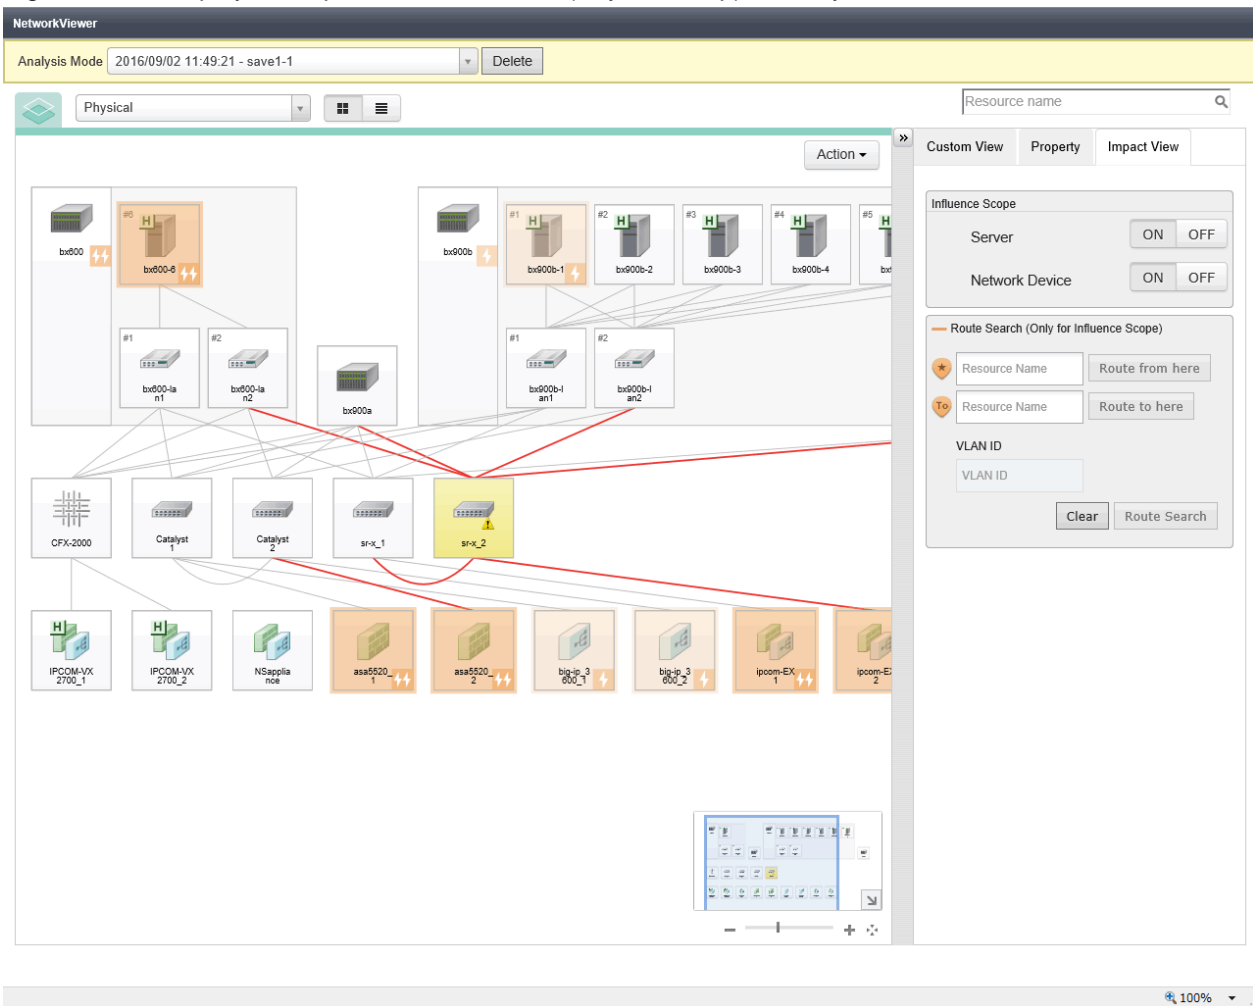 NetworkViewer
Analysis Mode 2016/09/02 11:49:21 - save1-1 Delete
Physical
Resource name
Action
»
Custom View Property Impact View
Influence Scope
Server ON OFF
Network Device ON OFF
Route Search (Only for Influence Scope)
Resource Name Route from here
To Resource Name Route to here
VLAN ID
VLAN ID
Clear Route Search
bx600
#6
H
bx600-6
bx900b
#1
H
bx900b-1
#2
H
bx900b-2
#3
H
bx900b-3
#4
H
bx900b-4
#5
H
#1
bx600-la
n1
#2
bx600-la
n2
bx900a
#1
bx900b-l
an1
#2
bx900b-l
an2
CFX-2000
Catalyst
1
Catalyst
2
sr-x_1
sr-x_2
H
IPCOM-VX
2700_1
H
IPCOM-VX
2700_2
NSapplia
nce
asa5520_
1
asa5520_
2
big-ip_3
600_1
big-ip_3
600_2
ipcom-EX
1
ipcom-E
2
100%